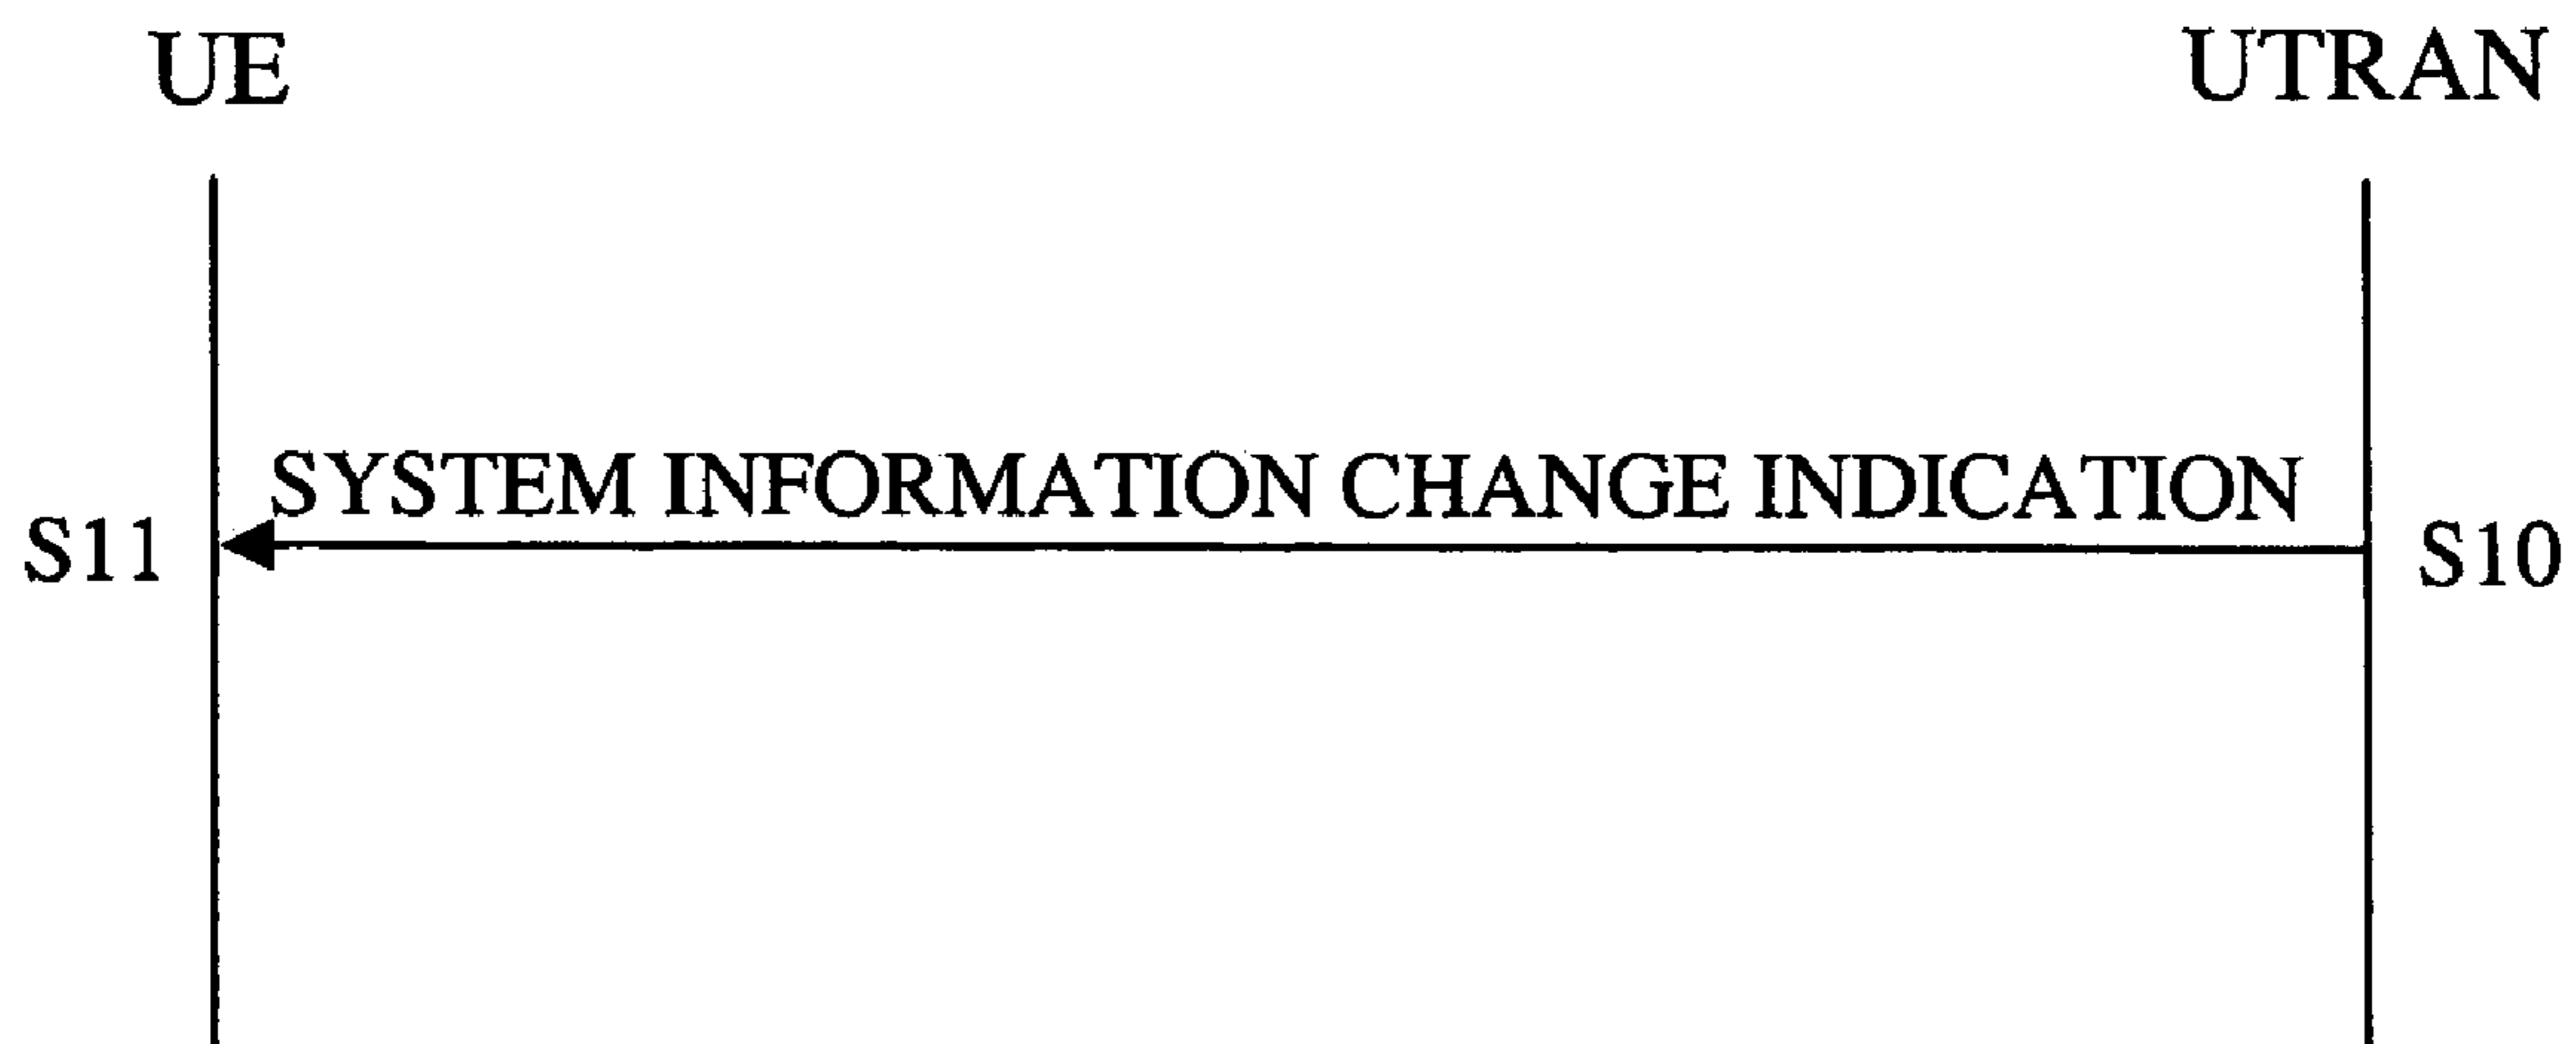 UE
UTRAN
SYSTEM INFORMATION CHANGE INDICATION
S11
S10